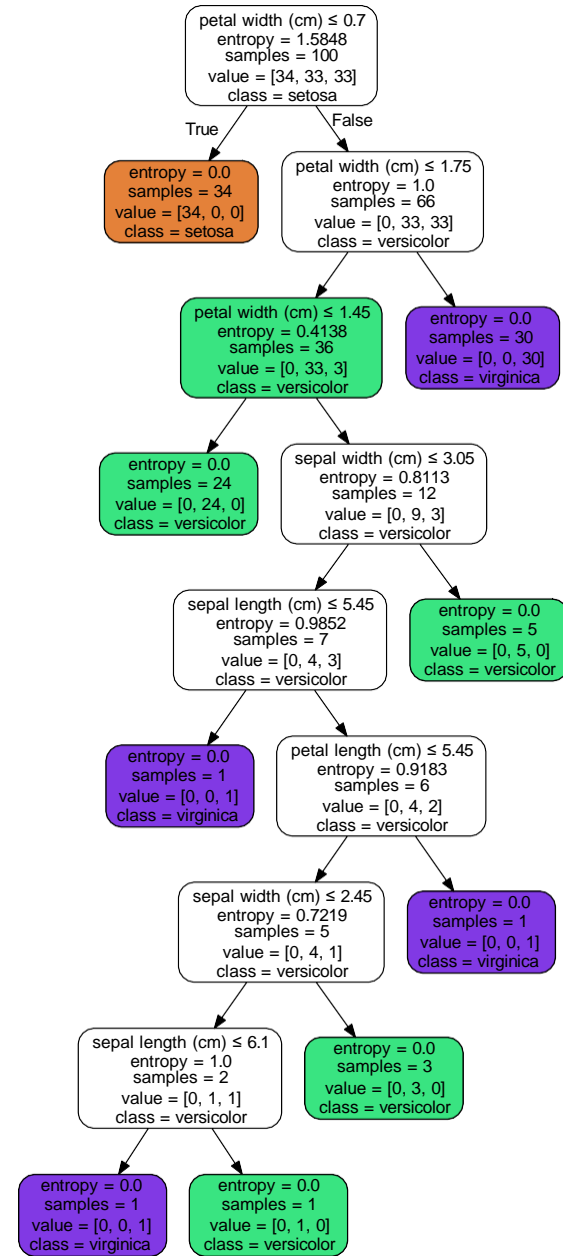 petal width (cm) ≤ 0.7
entropy = 1.5848
samples = 100
value = [34, 33, 33]
class = setosa
True
False
entropy = 0.0
samples = 34
value = [34, 0, 0]
class = setosa
petal width (cm) ≤ 1.75
entropy = 1.0
samples = 66
value = [0, 33, 33]
class = versicolor
petal width (cm) ≤ 1.45
entropy = 0.4138
samples = 36
value = [0, 33, 3]
class = versicolor
entropy = 0.0
samples = 30
value = [0, 0, 30]
class = virginica
entropy = 0.0
samples = 24
value = [0, 24, 0]
class = versicolor
sepal width (cm) ≤ 3.05
entropy = 0.8113
samples = 12
value = [0, 9, 3]
class = versicolor
sepal length (cm) ≤ 5.45
entropy = 0.9852
samples = 7
value = [0, 4, 3]
class = versicolor
entropy = 0.0
samples = 5
value = [0, 5, 0]
class = versicolor
entropy = 0.0
samples = 1
value = [0, 0, 1]
class = virginica
petal length (cm) ≤ 5.45
entropy = 0.9183
samples = 6
value = [0, 4, 2]
class = versicolor
sepal width (cm) ≤ 2.45
entropy = 0.7219
samples = 5
value = [0, 4, 1]
class = versicolor
entropy = 0.0
samples = 1
value = [0, 0, 1]
class = virginica
sepal length (cm) ≤ 6.1
entropy = 1.0
samples = 2
value = [0, 1, 1]
class = versicolor
entropy = 0.0
samples = 3
value = [0, 3, 0]
class = versicolor
entropy = 0.0
samples = 1
value = [0, 0, 1]
class = virginica
entropy = 0.0
samples = 1
value = [0, 1, 0]
class = versicolor